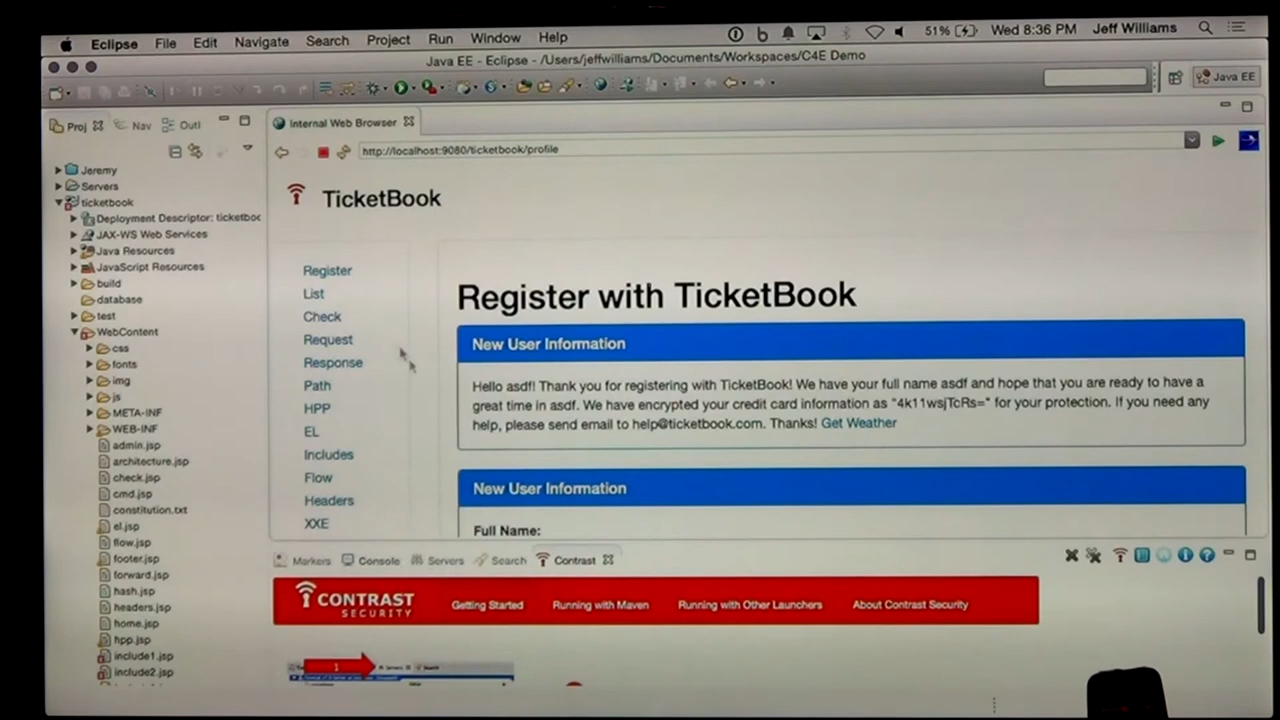 Eclipse File Edit Navigate Search Project Run Window Help 51% Wed 8:36 PM Jeff Williams
Java EE - Eclipse - /Users/jeffwilliams/Documents/Workspaces/C4E Demo
Java EE
Proj Nav Outl
Internal Web Browser
http://localhost:9080/ticketbook/profile
Jeremy
Servers
ticketbook
Deployment Descriptor: ticketboo
JAX-WS Web Services
Java Resources
JavaScript Resources
build
database
test
WebContent
css
fonts
img
js
META-INF
WEB-INF
admin.jsp
architecture.jsp
check.jsp
cmd.jsp
constitution.txt
el.jsp
flow.jsp
footer.jsp
forward.jsp
hash.jsp
headers.jsp
home.jsp
hpp.jsp
include1.jsp
include2.jsp
TicketBook
Register
List
Check
Request
Response
Path
HPP
EL
Includes
Flow
Headers
XXE
Register with TicketBook
New User Information
Hello asdf! Thank you for registering with TicketBook! We have your full name asdf and hope that you are ready to have a
great time in asdf. We have encrypted your credit card information as "4k11wsjTcRs=" for your protection. If you need any
help, please send email to help@ticketbook.com. Thanks! Get Weather
New User Information
Full Name:
Markers Console Servers Search Contrast
CONTRAST
SECURITY
Getting Started Running with Maven Running with Other Launchers About Contrast Security
1
Servers Search